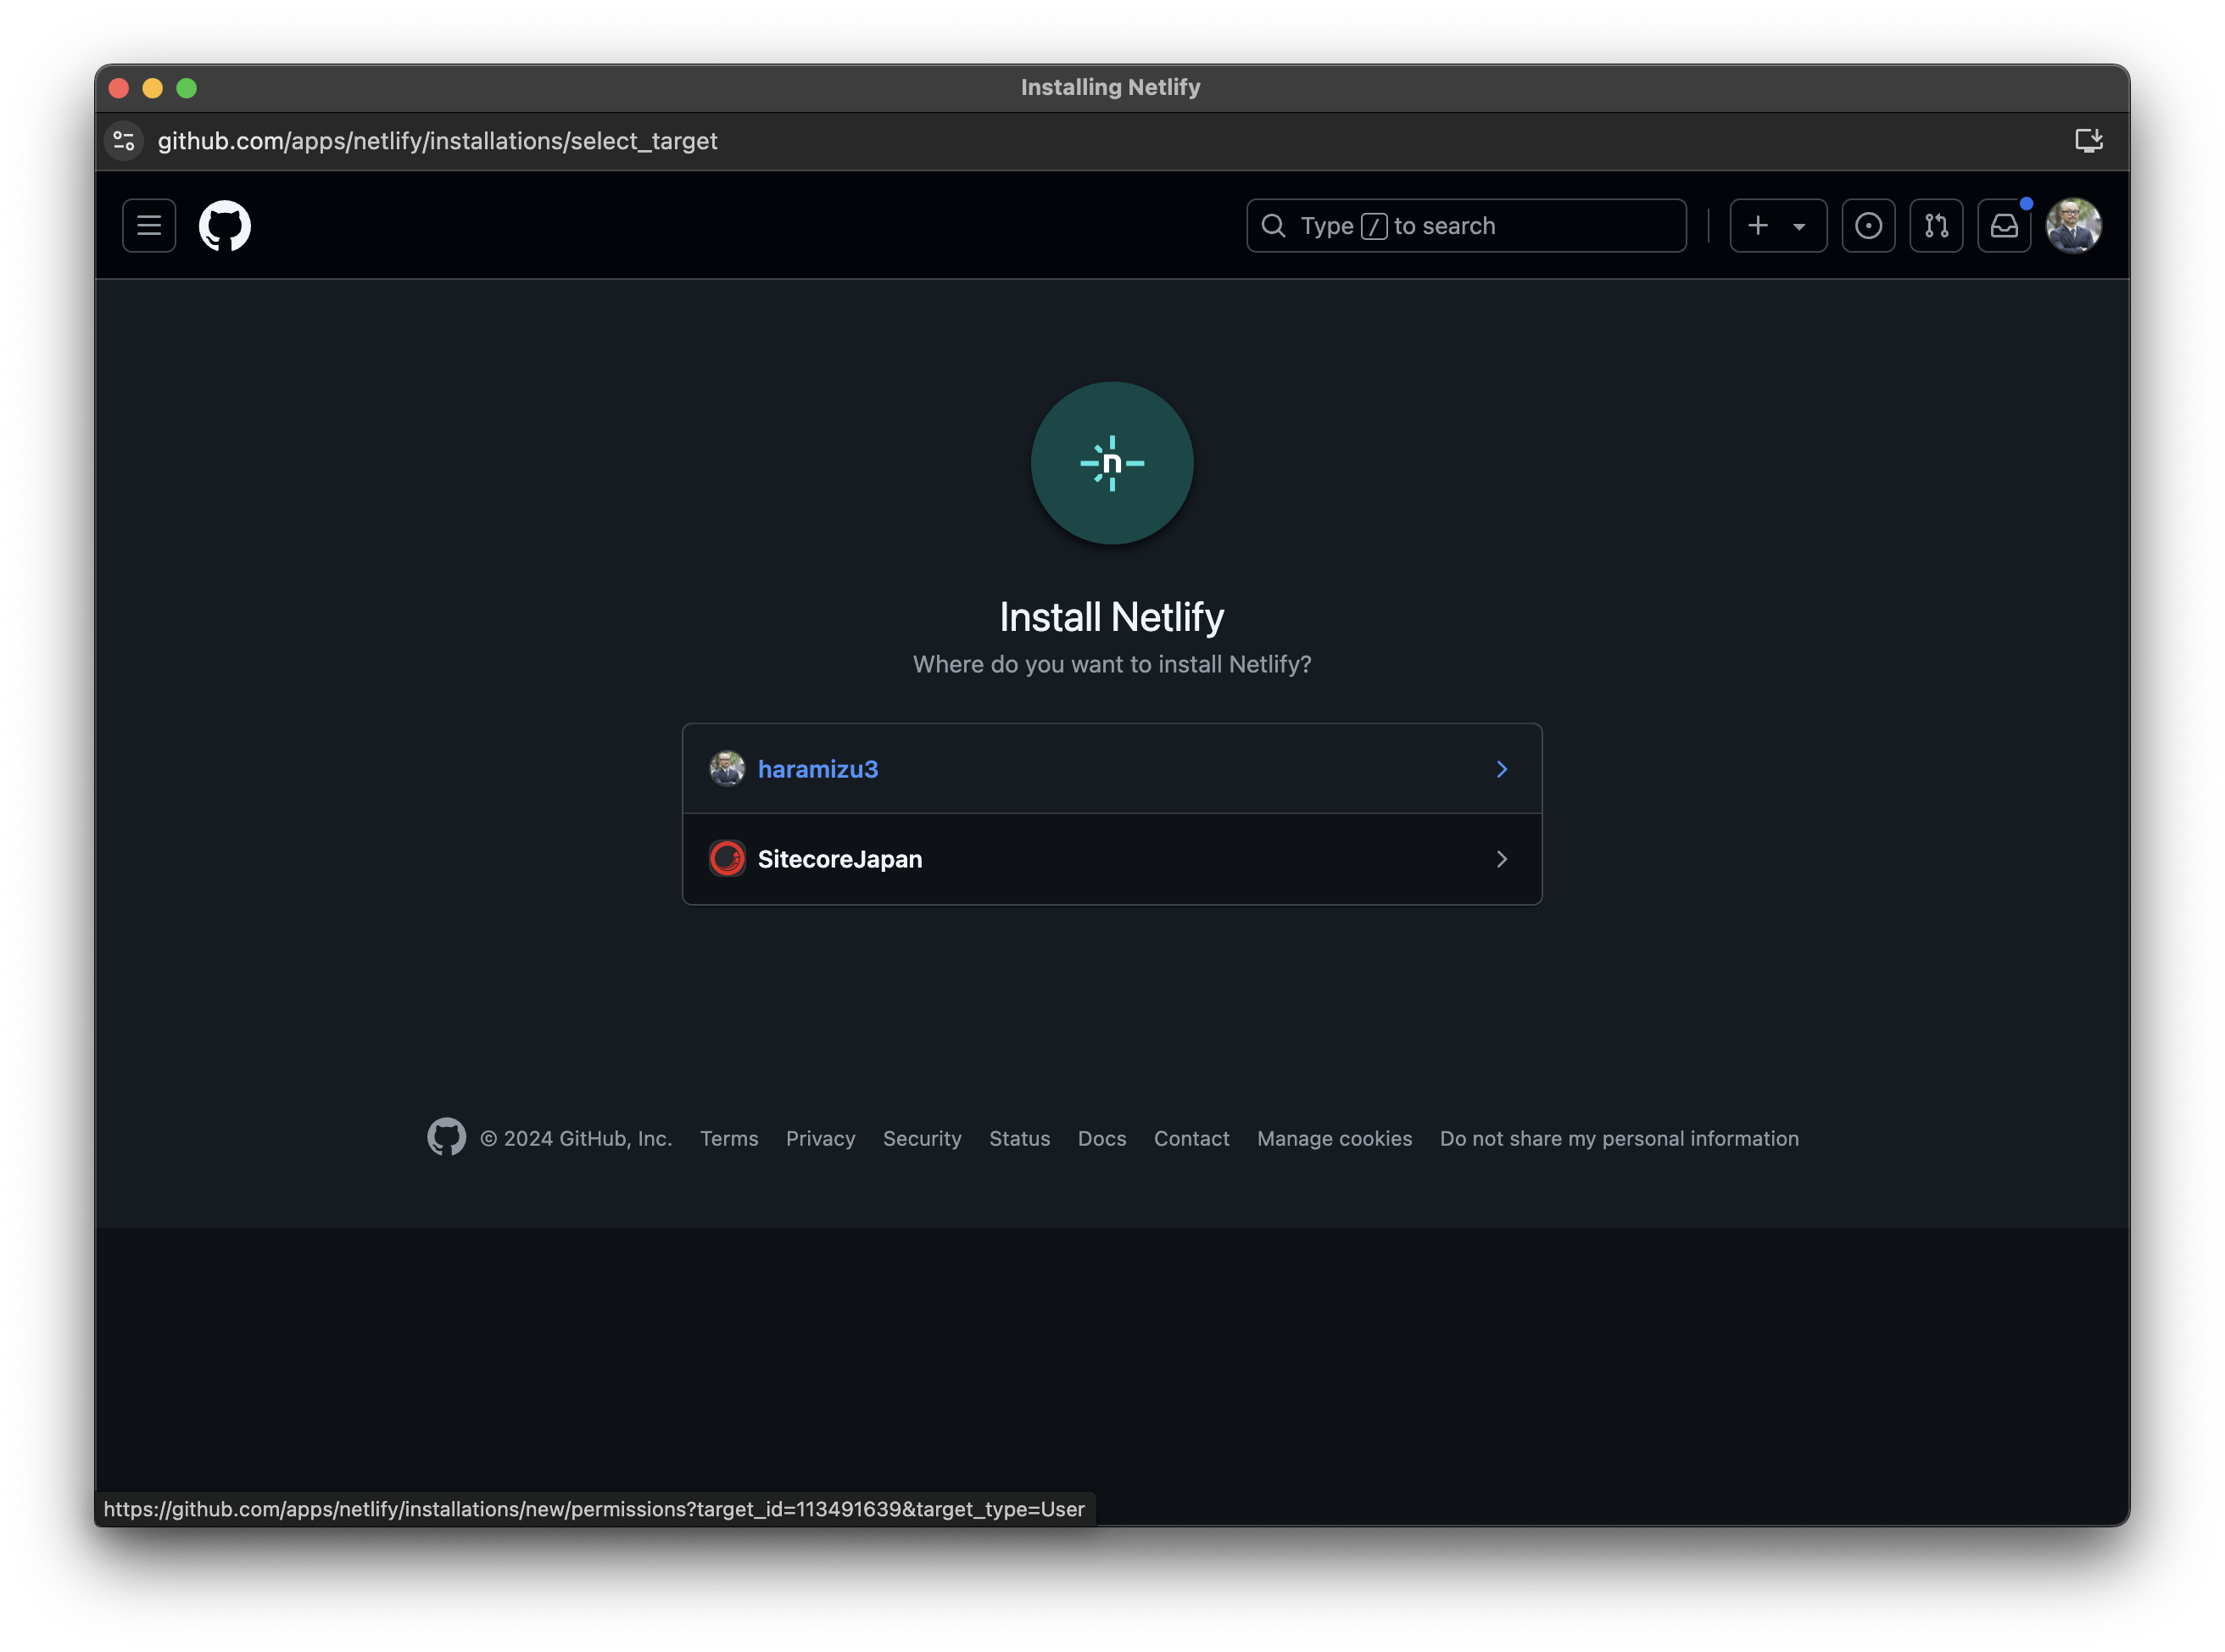 Installing Netlify
github.com/apps/netlify/installations/select_target
Type / to search
n
Install Netlify
Where do you want to install Netlify?
haramizu3
SitecoreJapan
© 2024 GitHub, Inc. Terms Privacy Security Status Docs Contact Manage cookies Do not share my personal information
https://github.com/apps/netlify/installations/new/permissions?target_id=113491639&target_type=User